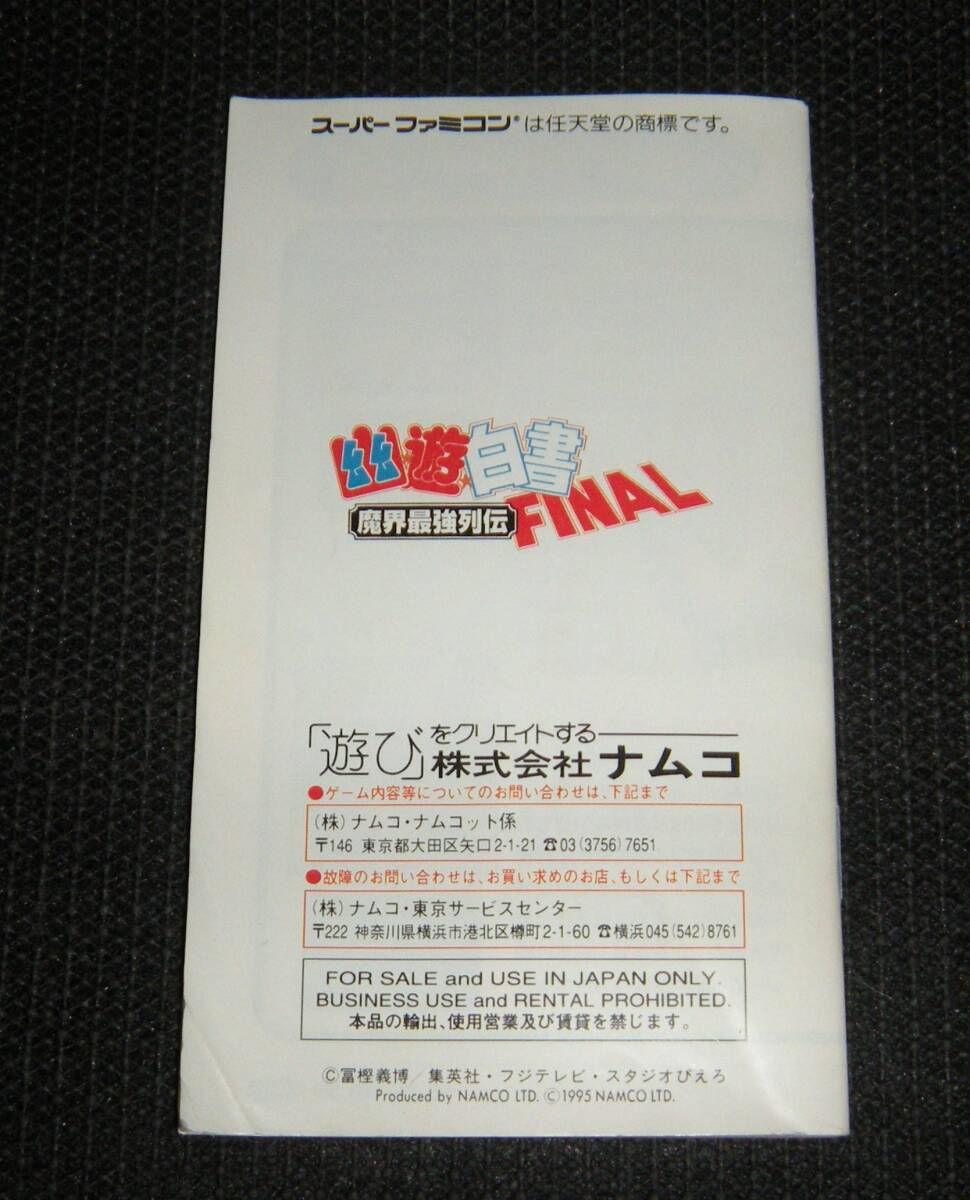 スーパーファミコン®は任天堂の商標です。
幽☆遊☆白書
FINAL
魔界最強列伝
「遊び」をクリエイトする──
株式会社ナムコ
●ゲーム内容等についてのお問い合わせは、下記まで
(株)ナムコ・ナムコット係
〒146 東京都大田区矢口2-1-21 ☎03(3756)7651
●故障のお問い合わせは、お買い求めのお店、もしくは下記まで
(株)ナムコ・東京サービスセンター
〒222 神奈川県横浜市港北区樽町2-1-60 ☎横浜045(542)8761
FOR SALE and USE IN JAPAN ONLY.
BUSINESS USE and RENTAL PROHIBITED.
本品の輸出、使用営業及び賃貸を禁じます。
©冨樫義博/集英社・フジテレビ・スタジオぴえろ
Produced by NAMCO LTD. ©1995 NAMCO LTD.